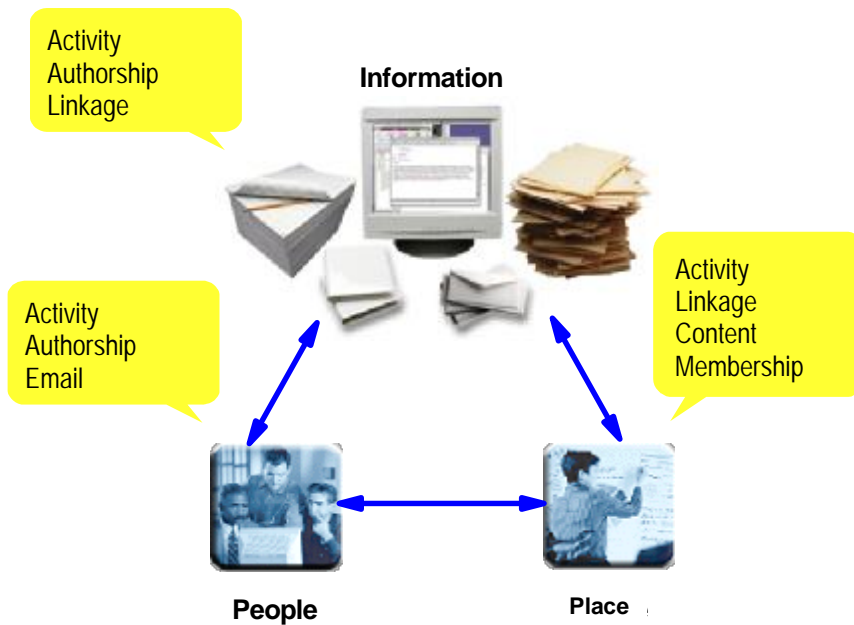 Activity
Authorship
Linkage
Information
Activity
Authorship
Email
Activity
Linkage
Content
Membership
People
Place